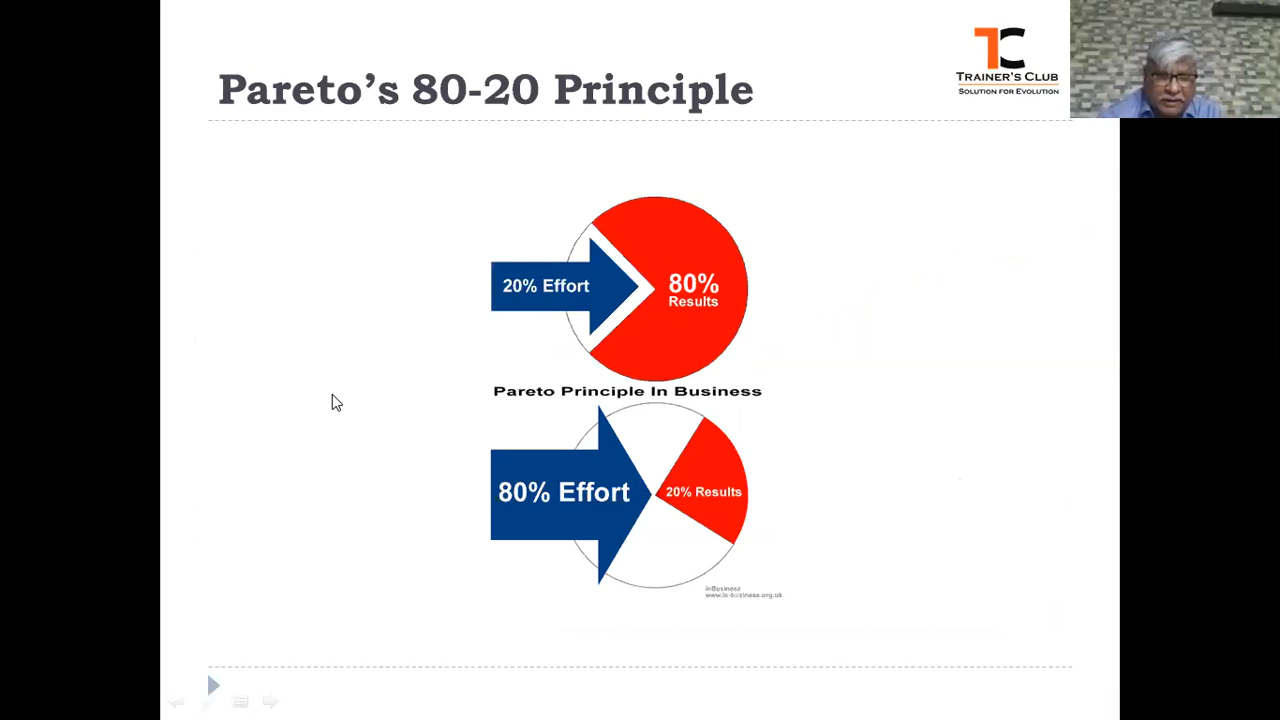 Pareto's 80-20 Principle
TC
TRAINER'S CLUB
SOLUTION FOR EVOLUTION
20% Effort
80%
Results
Pareto Principle In Business
80% Effort
20% Results
inBusiness
www.in-business.org.uk